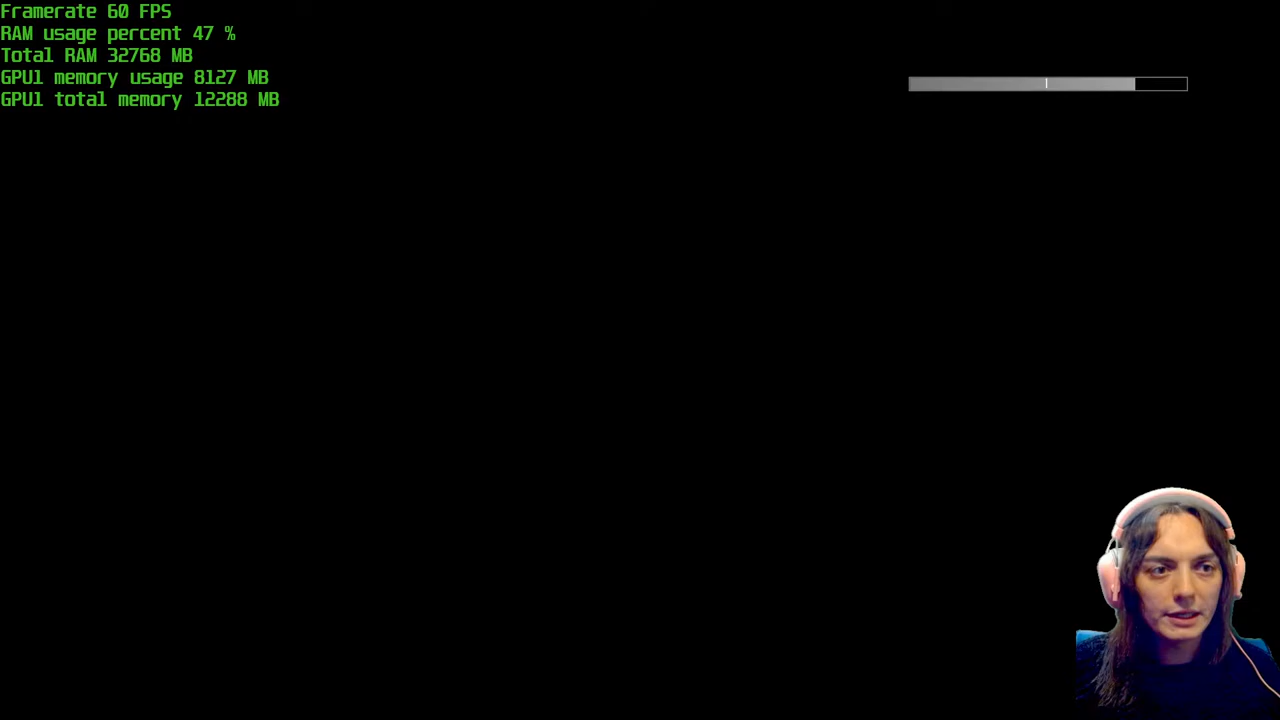 Framerate 60 FPS
RAM usage percent 47 %
Total RAM 32768 MB
GPU1 memory usage 8127 MB
GPU1 total memory 12288 MB